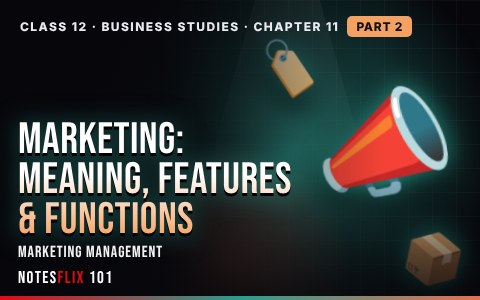 CLASS 12 · BUSINESS STUDIES · CHAPTER 11 PART 2
MARKETING:
MEANING, FEATURES
& FUNCTIONS
MARKETING MANAGEMENT
NOTESFLIX 101